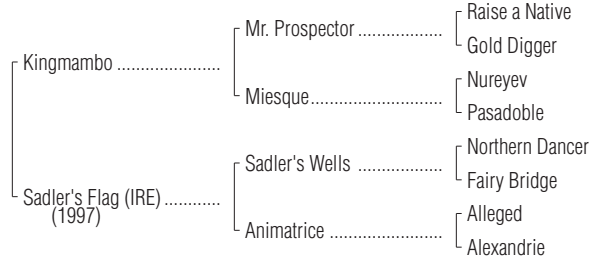 Raise a Native
Mr. Prospector ..................
Gold Digger
Kingmambo ......................
Nureyev
Miesque............................
Pasadoble
Northern Dancer
Sadler's Wells ..................
Fairy Bridge
Sadler's Flag (IRE) ............
(1997)
Alleged
Animatrice ........................
Alexandrie